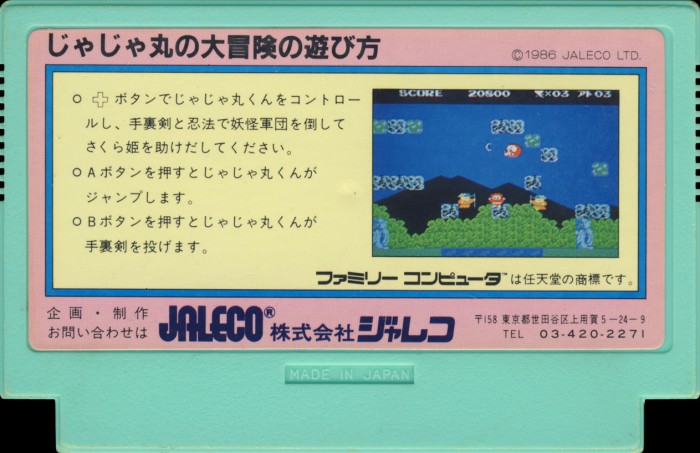 じゃじゃ丸の大冒険の遊び方
©1986 JALECO LTD.
○ ボタンでじゃじゃ丸くんをコントロー
ルし、手裏剣と忍法で妖怪軍団を倒して
さくら姫を助けだしてください。
○ Aボタンを押すとじゃじゃ丸くんが
ジャンプします。
○ Bボタンを押すとじゃじゃ丸くんが
手裏剣を投げます。
SCORE 20800 ×03 アト03
ファミリー コンピュータ™は任天堂の商標です。
企画・制作
お問い合わせは
JALECO® 株式会社 ジャレコ
〒158 東京都世田谷区上用賀5-24-9
TEL 03-420-2271
MADE IN JAPAN